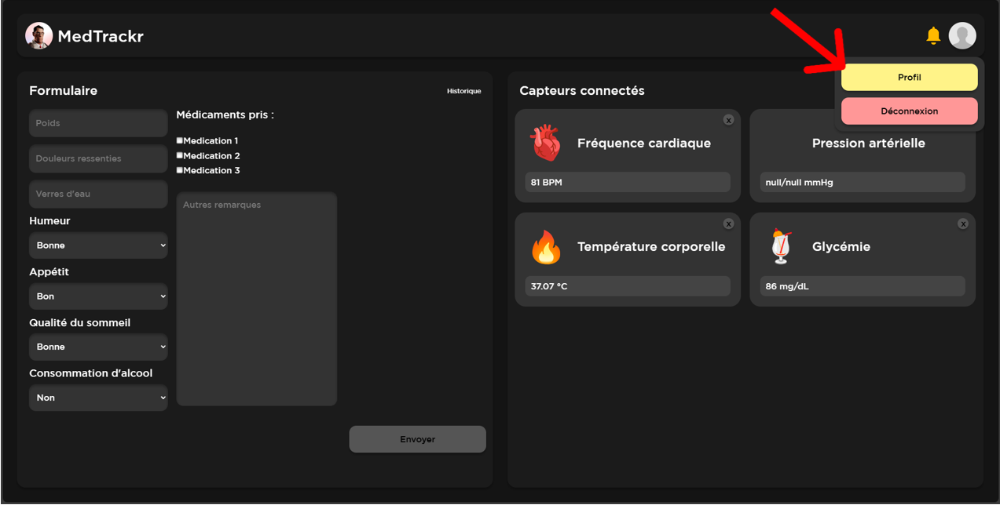 MedTrackr
Profil
Déconnexion
Formulaire
Historique
Poids
Douleurs ressenties
Verres d'eau
Humeur
Bonne
Appétit
Bon
Qualité du sommeil
Bonne
Consommation d'alcool
Non
Médicaments pris :
Medication 1
Medication 2
Medication 3
Autres remarques
Envoyer
Capteurs connectés
x
Fréquence cardiaque
81 BPM
Pression artérielle
null/null mmHg
x
Température corporelle
37.07 °C
x
Glycémie
86 mg/dL